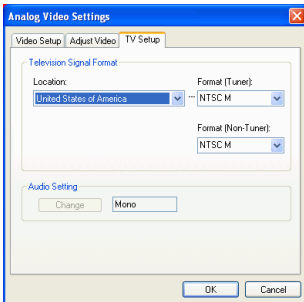 Analog Video Settings
Video Setup Adjust Video TV Setup
Television Signal Format
Location: Format (Tuner):
United States of America ... NTSC M
Format (Non-Tuner):
NTSC M
Audio Setting
Change Mono
OK Cancel